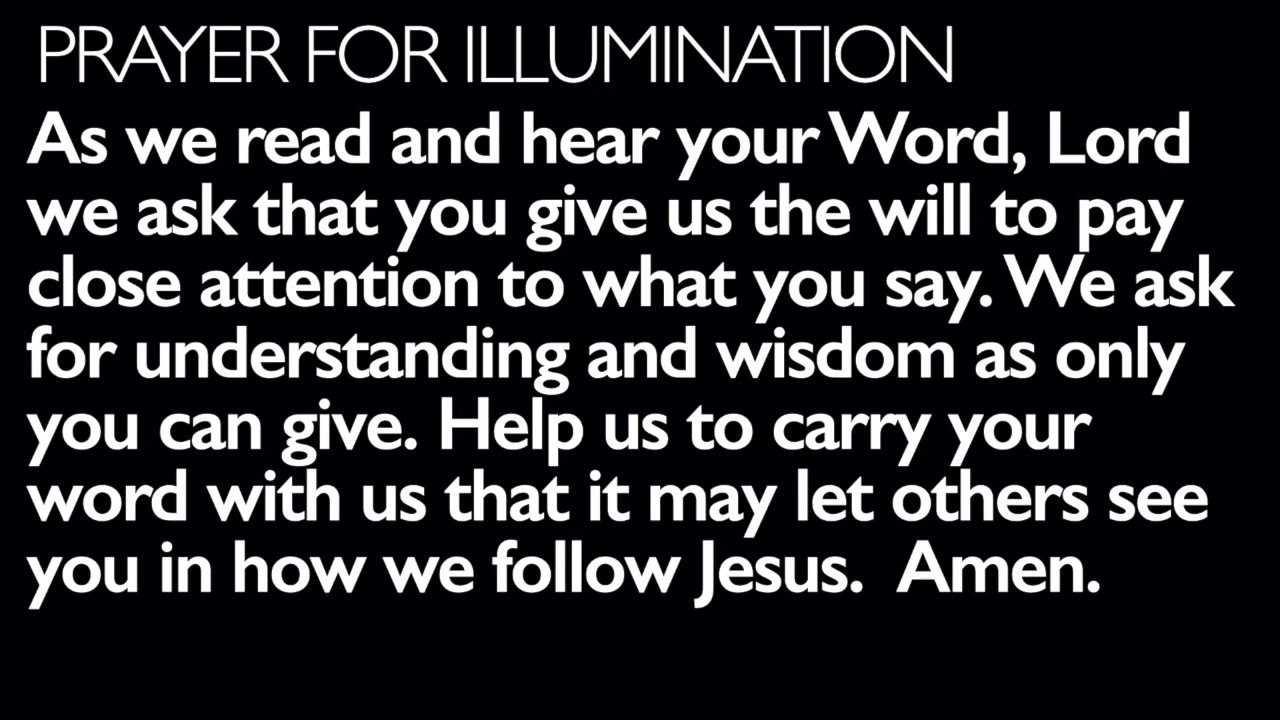 PRAYER FOR ILLUMINATION
As we read and hear your Word, Lord
we ask that you give us the will to pay
close attention to what you say. We ask
for understanding and wisdom as only
you can give. Help us to carry your
word with us that it may let others see
you in how we follow Jesus.  Amen.